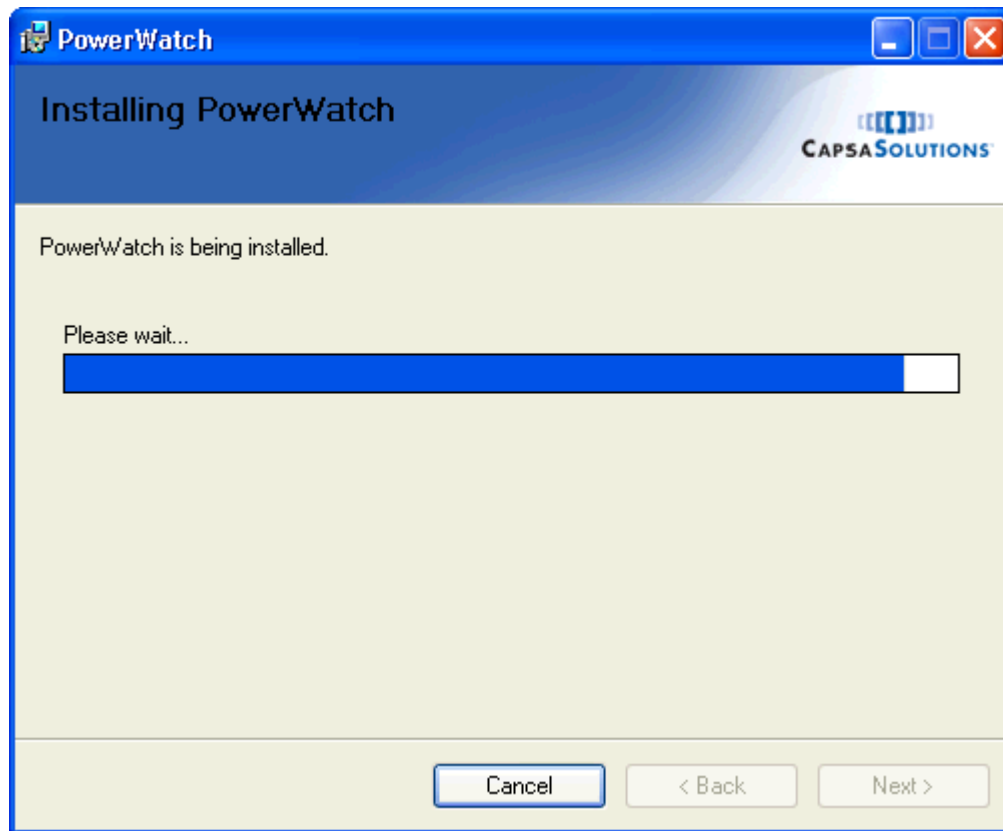 PowerWatch
Installing PowerWatch
CAPSASOLUTIONS
PowerWatch is being installed.
Please wait...
Cancel
< Back
Next >